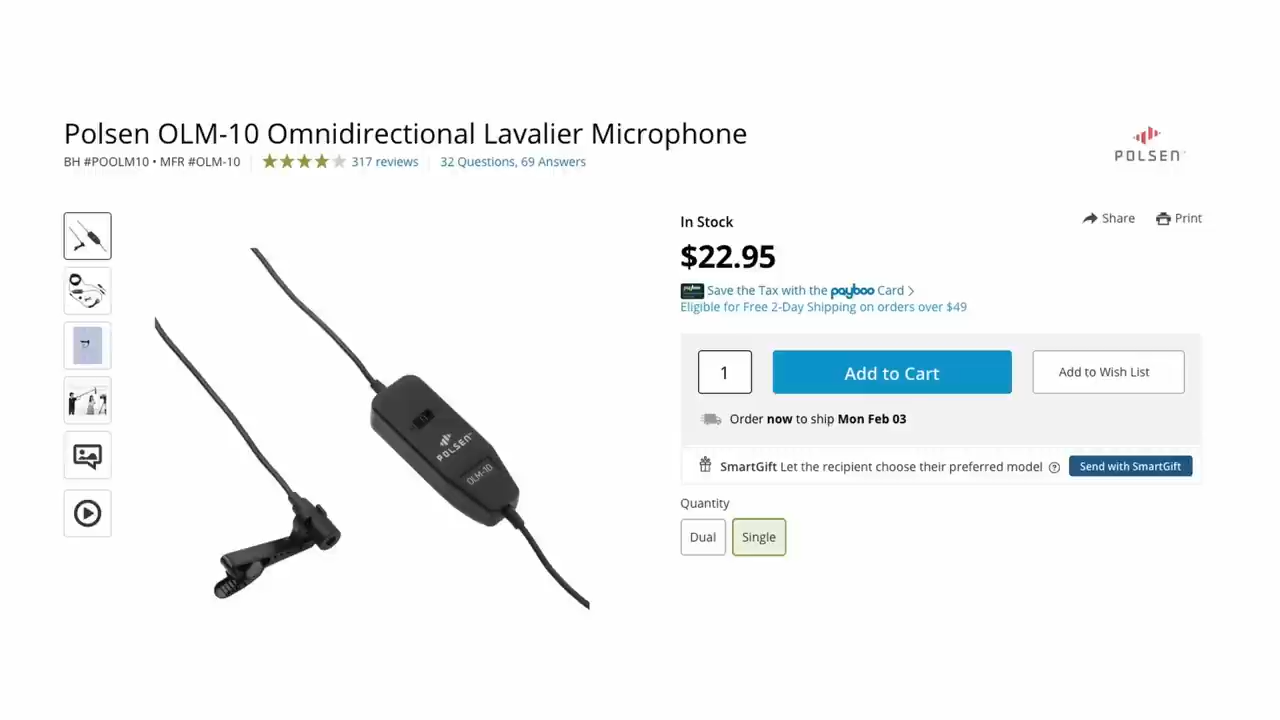 Polsen OLM-10 Omnidirectional Lavalier Microphone
BH #POOLM10 • MFR #OLM-10
317 reviews
32 Questions, 69 Answers
POLSEN
In Stock
Share
Print
$22.95
Save the Tax with the payboo Card >
Eligible for Free 2-Day Shipping on orders over $49
1
Add to Cart
Add to Wish List
Order now to ship Mon Feb 03
SmartGift Let the recipient choose their preferred model ?
Send with SmartGift
Quantity
Dual
Single
POLSEN
OLM-10